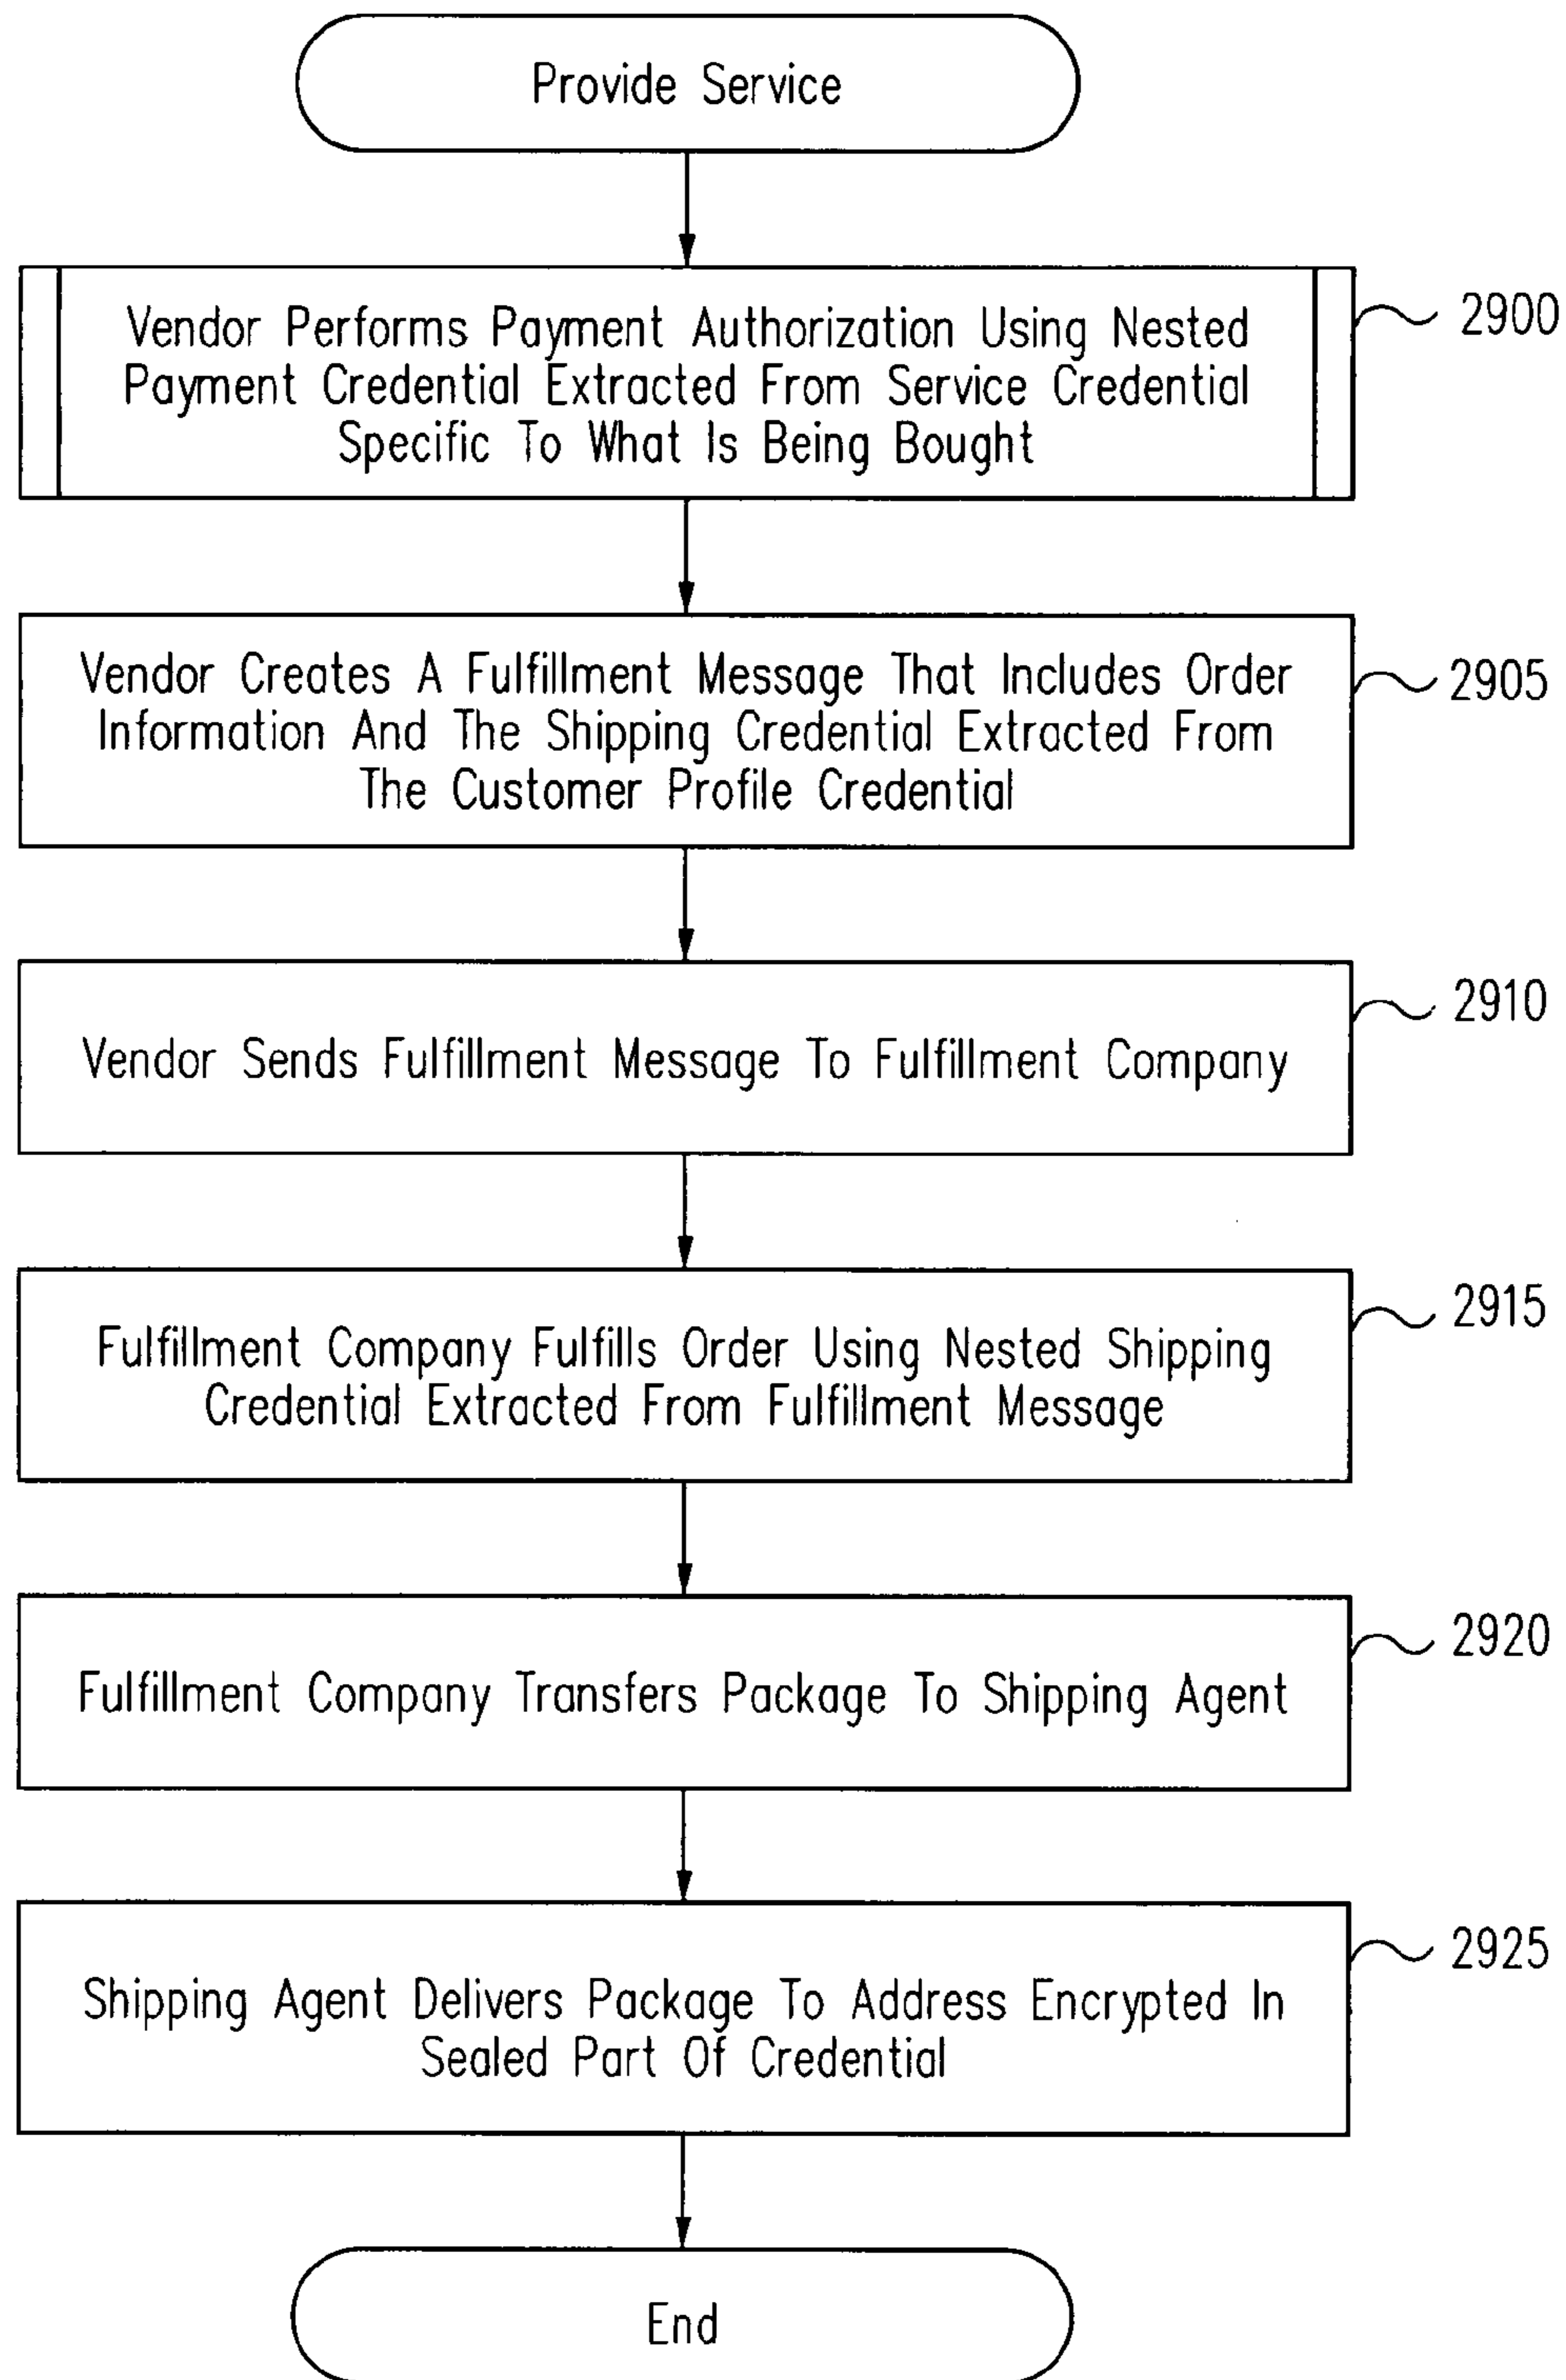 Provide Service
Vendor Performs Payment Authorization Using Nested
Payment Credential Extracted From Service Credential
Specific To What Is Being Bought
2900
Vendor Creates A Fulfillment Message That Includes Order
Information And The Shipping Credential Extracted From
The Customer Profile Credential
2905
Vendor Sends Fulfillment Message To Fulfillment Company
2910
Fulfillment Company Fulfills Order Using Nested Shipping
Credential Extracted From Fulfillment Message
2915
Fulfillment Company Transfers Package To Shipping Agent
2920
Shipping Agent Delivers Package To Address Encrypted In
Sealed Part Of Credential
2925
End